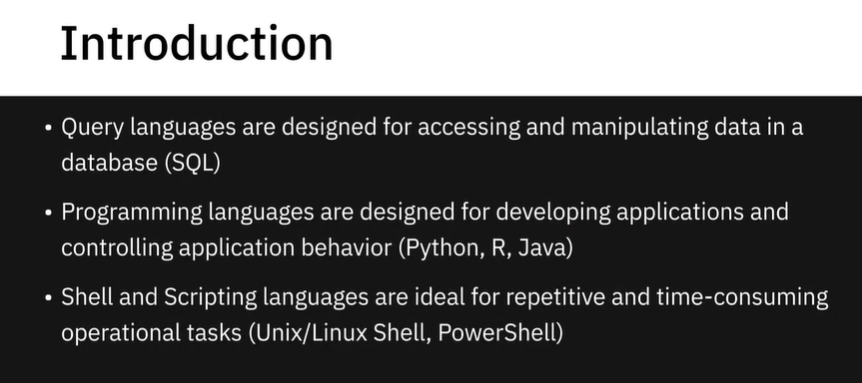 Introduction
• Query languages are designed for accessing and manipulating data in a
database (SQL)
• Programming languages are designed for developing applications and
controlling application behavior (Python, R, Java)
• Shell and Scripting languages are ideal for repetitive and time-consuming
operational tasks (Unix/Linux Shell, PowerShell)